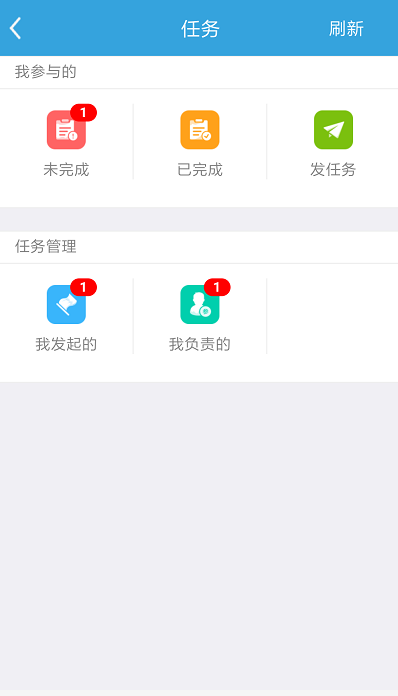 任务 刷新
我参与的
1
未完成 已完成 发任务
任务管理
1 1
我发起的 我负责的